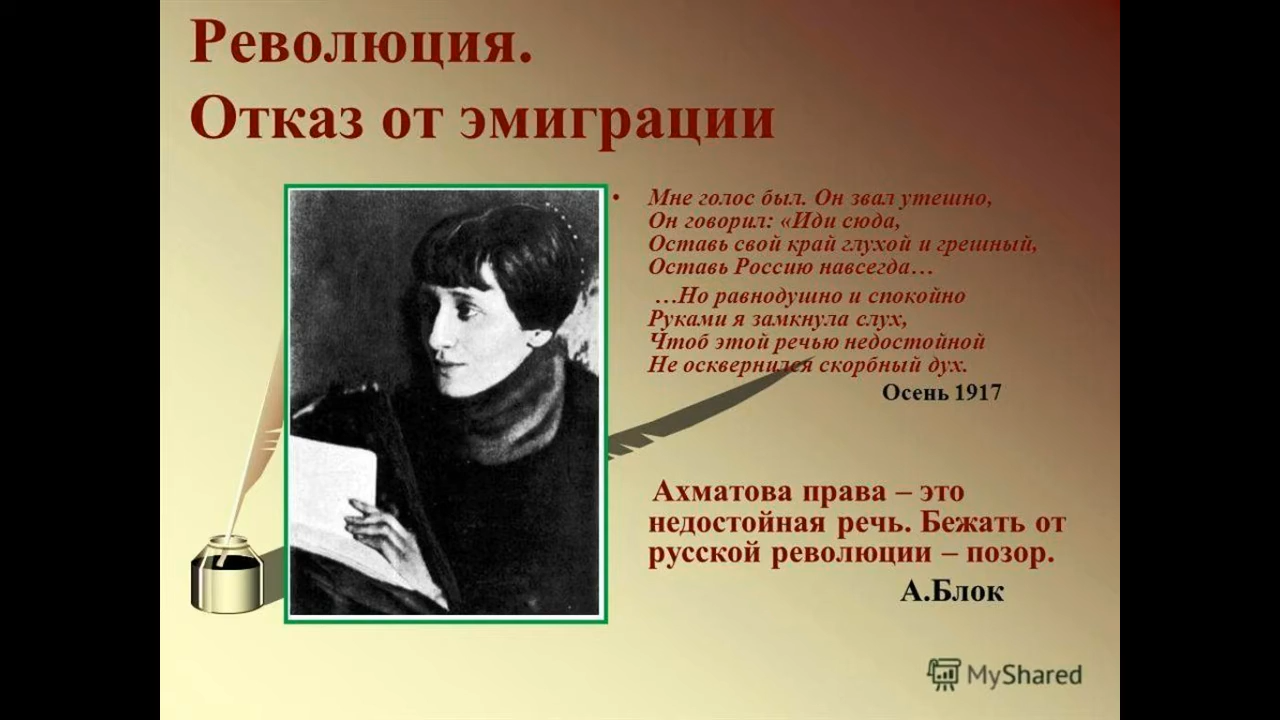 Революция.
Отказ от эмиграции
• Мне голос был. Он звал утешно,
Он говорил: «Иди сюда,
Оставь свой край глухой и грешный,
Оставь Россию навсегда…
…Но равнодушно и спокойно
Руками я замкнула слух,
Чтоб этой речью недостойной
Не осквернился скорбный дух.
Осень 1917
Ахматова права – это
недостойная речь. Бежать от
русской революции – позор.
А.Блок
MyShared